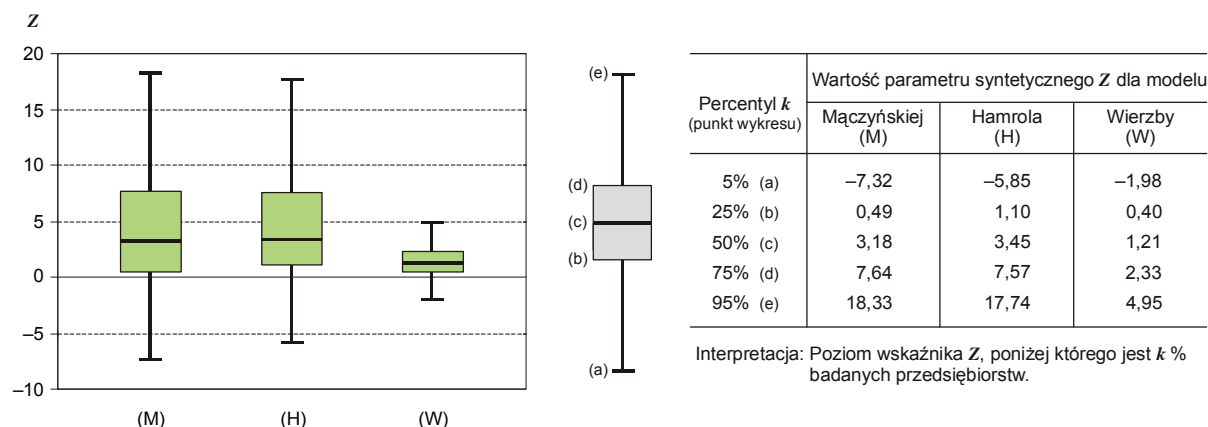 Z
20
15
10
5
0
–5
–10
(M) (H) (W)
(e)
(d)
(c)
(b)
(a)
Percentyl k
(punkt wykresu)
Wartość parametru syntetycznego Z dla modelu
Mączyńskiej
(M)
Hamrola
(H)
Wierzby
(W)
5% (a) –7,32 –5,85 –1,98
25% (b) 0,49 1,10 0,40
50% (c) 3,18 3,45 1,21
75% (d) 7,64 7,57 2,33
95% (e) 18,33 17,74 4,95
Interpretacja: Poziom wskaźnika Z, poniżej którego jest k %
badanych przedsiębiorstw.